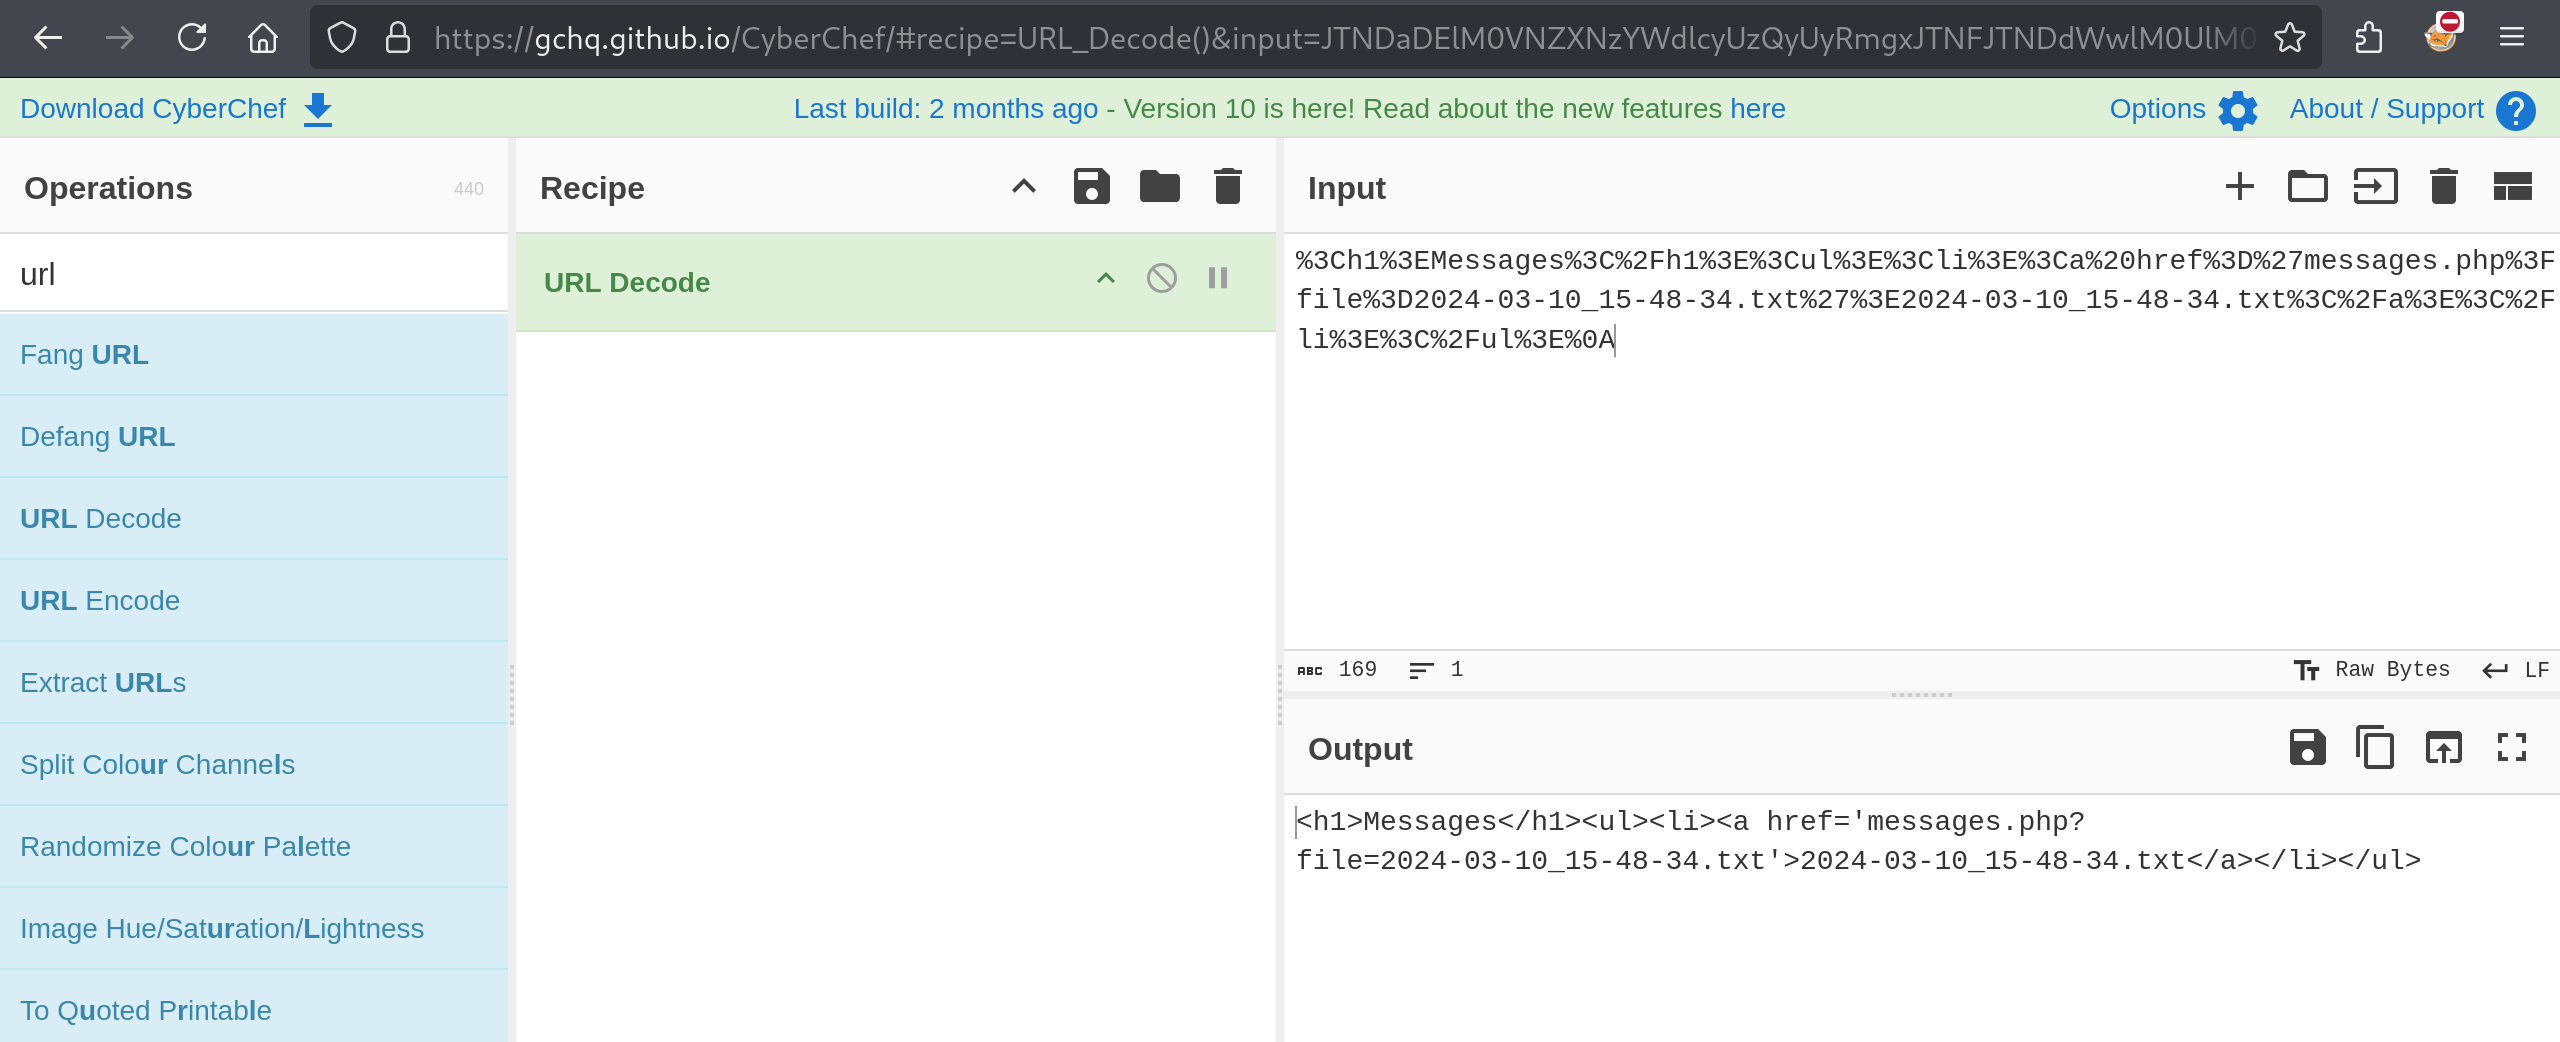 https://gchq.github.io/CyberChef/#recipe=URL_Decode()&input=JTNDaDElM0VNZXNzYWdlcyUzQyUyRmgxJTNFJTNDdWwlM0UlM0
Download CyberChef
Last build: 2 months ago - Version 10 is here! Read about the new features here
Options
About / Support
Operations
440
url
Fang URL
Defang URL
URL Decode
URL Encode
Extract URLs
Split Colour Channels
Randomize Colour Palette
Image Hue/Saturation/Lightness
To Quoted Printable
Recipe
URL Decode
Input
%3Ch1%3EMessages%3C%2Fh1%3E%3Cul%3E%3Cli%3E%3Ca%20href%3D%27messages.php%3F
file%3D2024-03-10_15-48-34.txt%27%3E2024-03-10_15-48-34.txt%3C%2Fa%3E%3C%2F
li%3E%3C%2Ful%3E%0A
ABC 169 1
Raw Bytes LF
Output
<h1>Messages</h1><ul><li><a href='messages.php?
file=2024-03-10_15-48-34.txt'>2024-03-10_15-48-34.txt</a></li></ul>